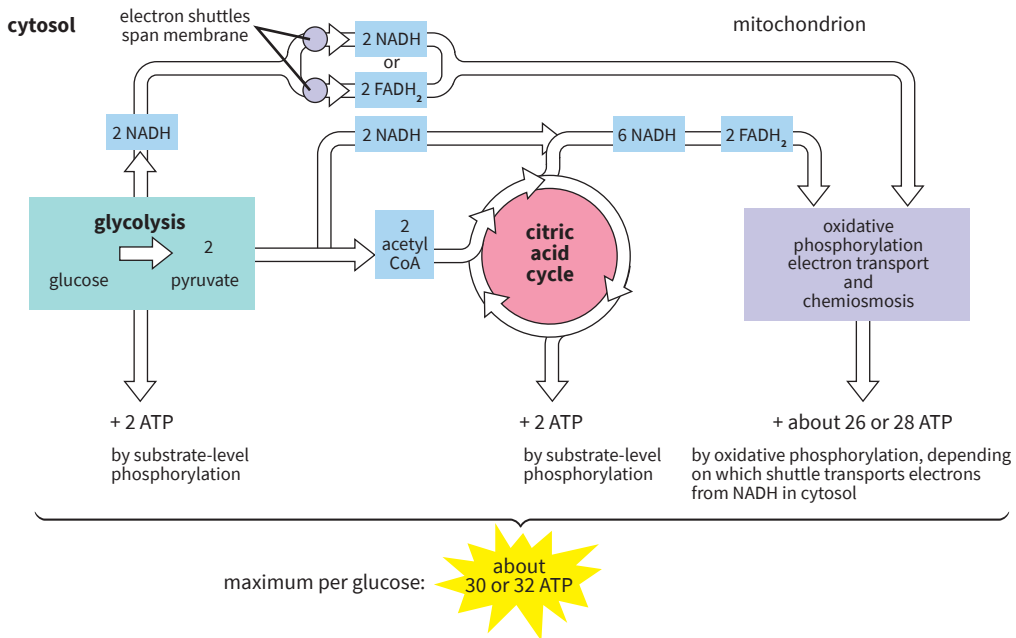 cytosol
electron shuttles
span membrane
mitochondrion
2 NADH
or
2 FADH₂
2 NADH
2 NADH
6 NADH
2 FADH₂
glycolysis
glucose
2
pyruvate
2
acetyl
CoA
citric
acid
cycle
oxidative
phosphorylation
electron transport
and
chemiosmosis
+ 2 ATP
by substrate-level
phosphorylation
+ 2 ATP
by substrate-level
phosphorylation
+ about 26 or 28 ATP
by oxidative phosphorylation, depending
on which shuttle transports electrons
from NADH in cytosol
maximum per glucose:
about
30 or 32 ATP